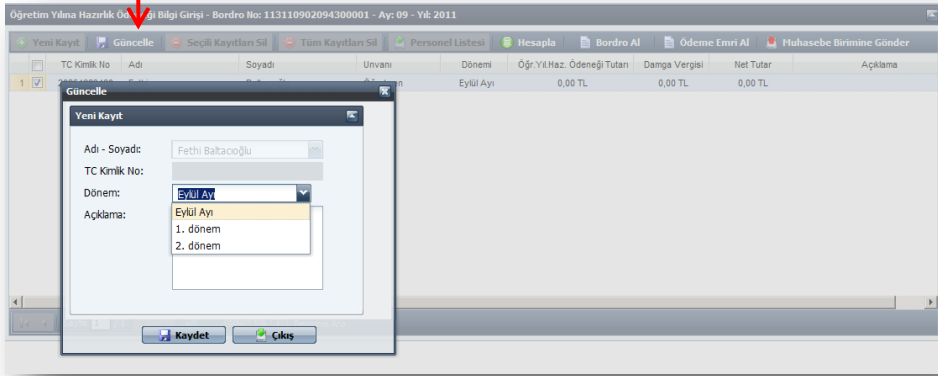 Öğretim Yılına Hazırlık Ödeneği Bilgi Girişi - Bordro No: 113110902094300001 - Ay: 09 - Yıl: 2011
Yeni Kayıt Güncelle Seçili Kayıtları Sil Tüm Kayıtları Sil Personel Listesi Hesapla Bordro Al Ödeme Emri Al Muhasebe Birimine Gönder
TC Kimlik No Adı Soyadı Unvanı Dönemi Öğr.Yıl.Haz. Ödeneği Tutarı Damga Vergisi Net Tutar Açıklama
1 Eylül Ayı 0,00 TL 0,00 TL 0,00 TL
Güncelle
Yeni Kayıt
Adı - Soyadı: Fethi Baltacıoğlu
TC Kimlik No:
Dönem: Eylül Ayı
Açıklama:
Eylül Ayı
1. dönem
2. dönem
Kaydet Çıkış